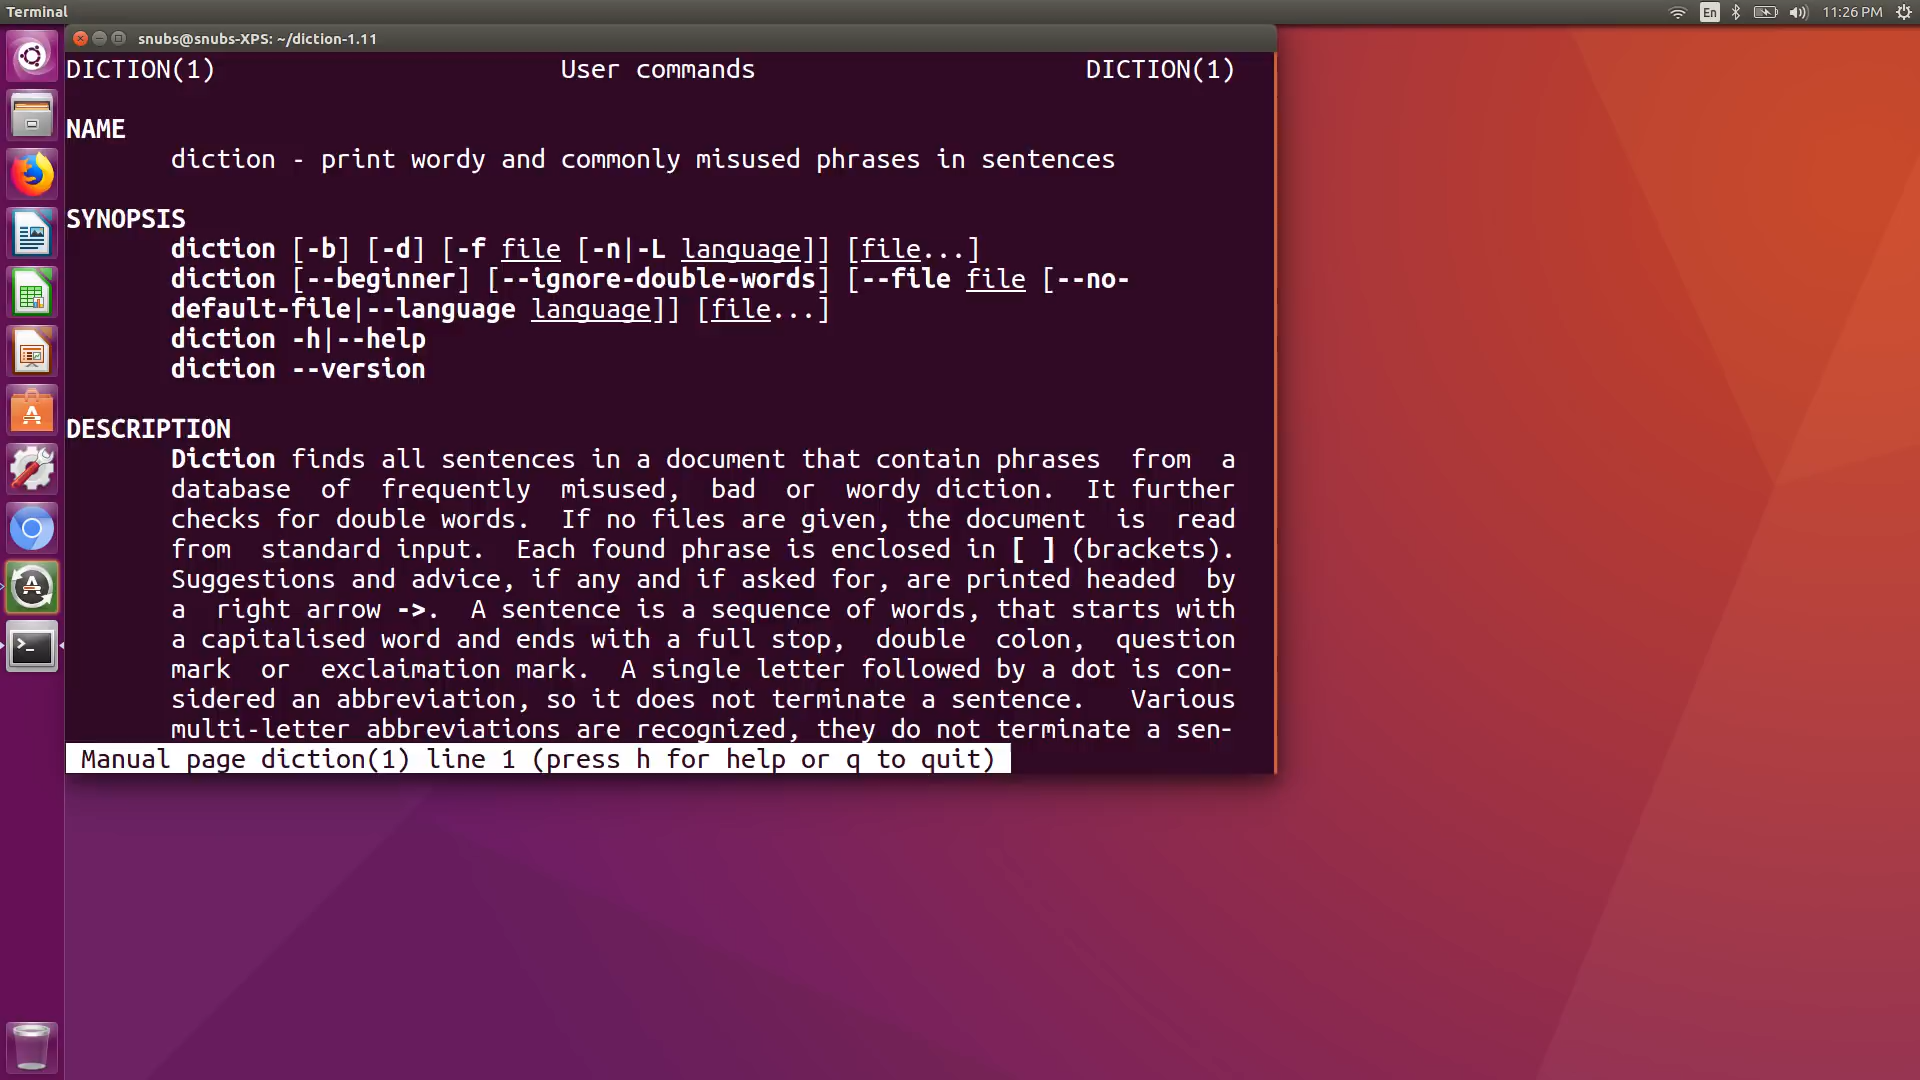 Terminal
En
11:26 PM
snubs@snubs-XPS: ~/diction-1.11
DICTION(1) User commands DICTION(1)
NAME
diction - print wordy and commonly misused phrases in sentences
SYNOPSIS
diction [-b] [-d] [-f file [-n|-L language]] [file...]
diction [--beginner] [--ignore-double-words] [--file file [--no-
default-file|--language language]] [file...]
diction -h|--help
diction --version
DESCRIPTION
Diction finds all sentences in a document that contain phrases from a
database of frequently misused, bad or wordy diction. It further
checks for double words. If no files are given, the document is read
from standard input. Each found phrase is enclosed in [ ] (brackets).
Suggestions and advice, if any and if asked for, are printed headed by
a right arrow ->. A sentence is a sequence of words, that starts with
a capitalised word and ends with a full stop, double colon, question
mark or exclaimation mark. A single letter followed by a dot is con-
sidered an abbreviation, so it does not terminate a sentence. Various
multi-letter abbreviations are recognized, they do not terminate a sen-
Manual page diction(1) line 1 (press h for help or q to quit)